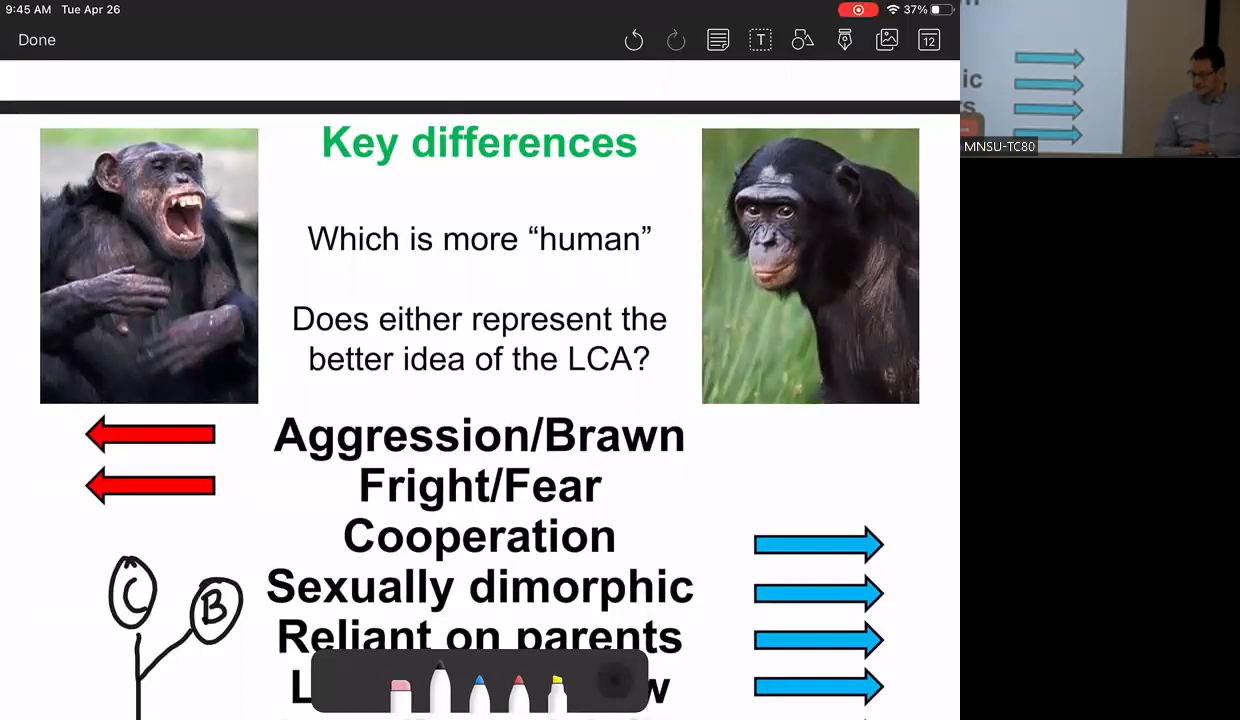 9:45 AM Tue Apr 26
37%
Done
T
12
Key differences
Which is more “human”
Does either represent the
better idea of the LCA?
Aggression/Brawn
Fright/Fear
Cooperation
Sexually dimorphic
Reliant on parents
C
B
ic
MNSU-TC80